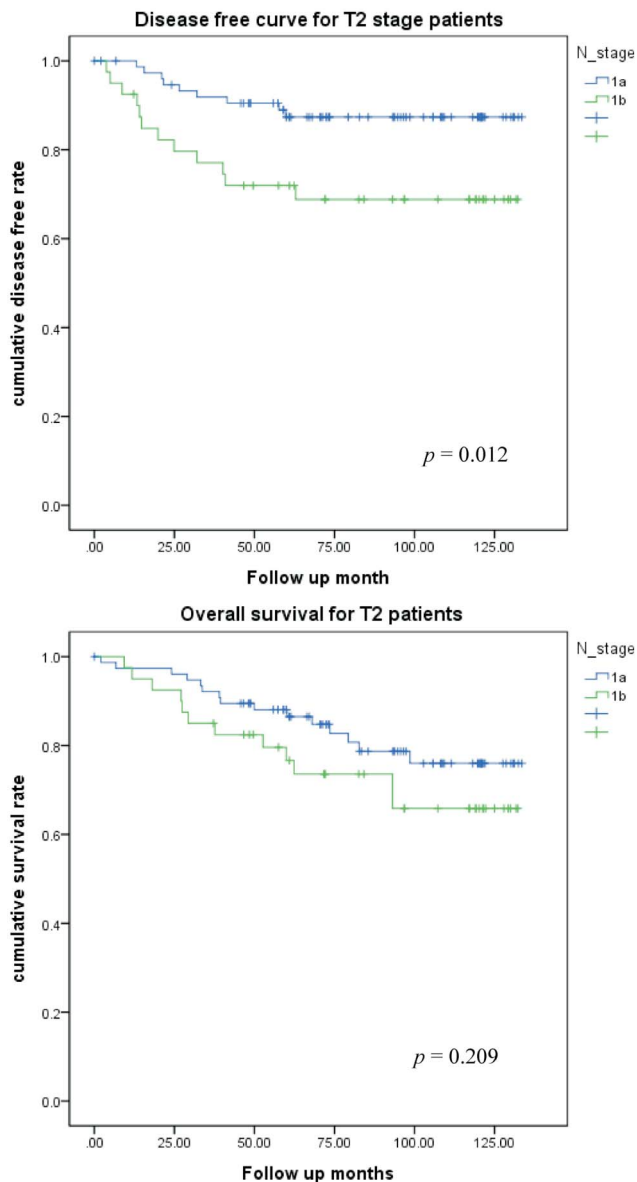 Disease free curve for T2 stage patients
N_stage
1a
1b
cumulative disease free rate
1.0
0.8
0.6
0.4
0.2
0.0
p = 0.012
.00 25.00 50.00 75.00 100.00 125.00
Follow up month
Overall survival for T2 patients
N_stage
1a
1b
cumulative survival rate
1.0
0.8
0.6
0.4
0.2
0.0
p = 0.209
.00 25.00 50.00 75.00 100.00 125.00
Follow up months